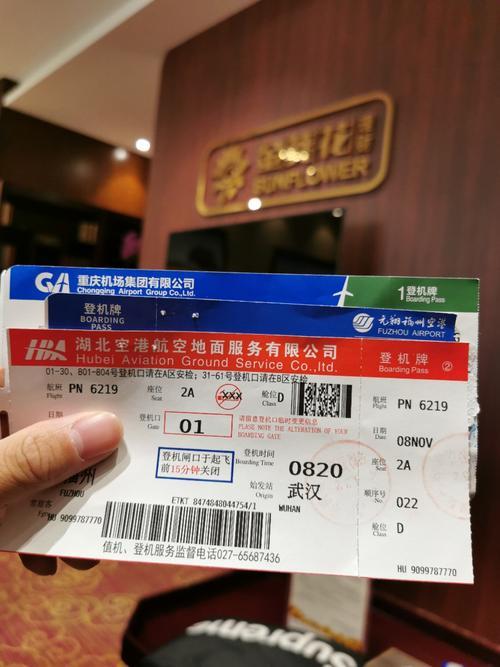 SUNFLOWER
GA 重庆机场集团有限公司
Chongqing Airport Group Co.,Ltd.
1登机牌
Boarding Pass
登机牌
BOARDING
PASS
元翔福州空港
FUZHOU AIRPORT
HBA 湖北空港航空地面服务有限公司
Hubei Aviation Ground Service Co.,Ltd.
登机牌
Boarding Pass ②
01-30、B01-B04号登机口请在A区安检;31-61号登机口请在B区安检
航班
Flight PN 6219
座位
Seat 2A
XXX
舱位
Class D
航班
Flight PN 6219
日期
登机口
Gate 01
请留意登机口临时变更信息
PLEASE NOTE THE ALTERATION OF YOUR
BOARDING GATE
日期
Date 08NOV
登机闸口于起飞
前15分钟关闭
登机时间
Boarding Time 0820
座位
Seat 2A
州
FUZHOU
始发站
Origin 武汉
WUHAN
顺序号
No. 022
ETKT 8474848044754/1
舱位
Class D
HU 9099787770
HU 9099787770
值机、登机服务监督电话027-65687436
Supreme